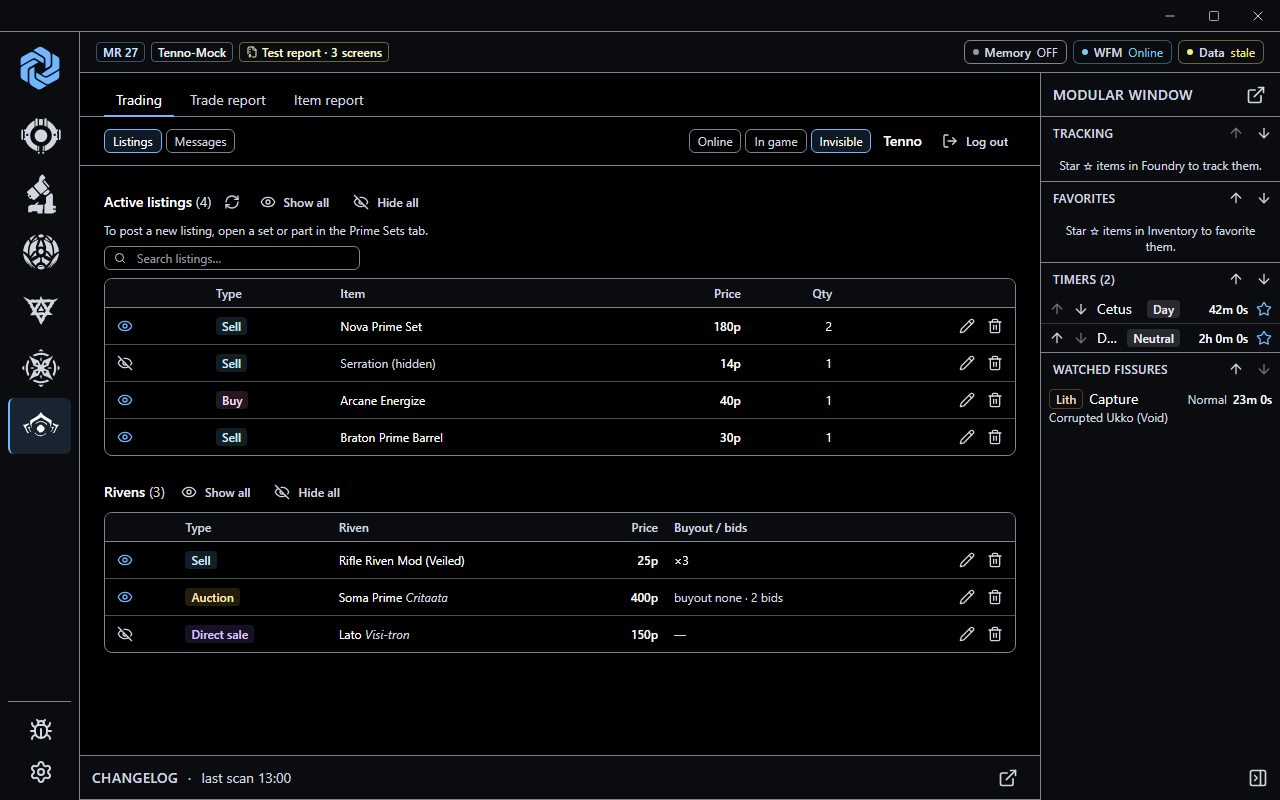 MR 27 Tenno-Mock Test report · 3 screens Memory OFF WFM Online Data stale
Trading Trade report Item report
Listings Messages Online In game Invisible Tenno Log out
Active listings (4) Show all Hide all
To post a new listing, open a set or part in the Prime Sets tab.
Search listings...
Type Item Price Qty
Sell Nova Prime Set 180p 2
Sell Serration (hidden) 14p 1
Buy Arcane Energize 40p 1
Sell Braton Prime Barrel 30p 1
Rivens (3) Show all Hide all
Type Riven Price Buyout / bids
Sell Rifle Riven Mod (Veiled) 25p ×3
Auction Soma Prime Critaata 400p buyout none · 2 bids
Direct sale Lato Visi-tron 150p —
CHANGELOG · last scan 13:00
MODULAR WINDOW
TRACKING
Star ☆ items in Foundry to track them.
FAVORITES
Star ☆ items in Inventory to favorite
them.
TIMERS (2)
Cetus Day 42m 0s
D... Neutral 2h 0m 0s
WATCHED FISSURES
Lith Capture Normal 23m 0s
Corrupted Ukko (Void)